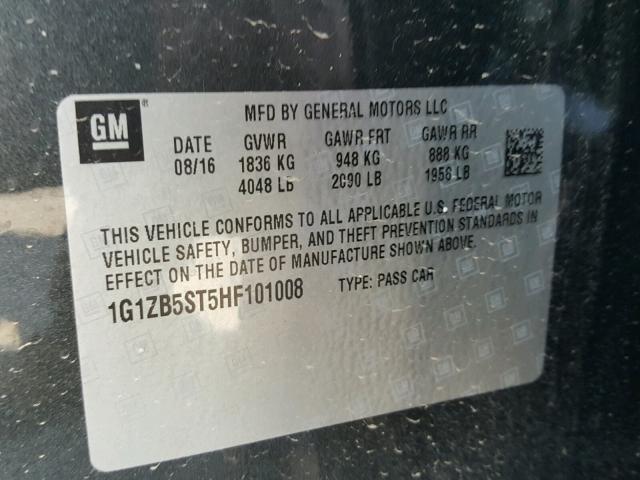 GM ®
MFD BY GENERAL MOTORS LLC
DATE GVWR GAWR FRT GAWR RR
08/16 1836 KG 948 KG 888 KG
4048 LB 2090 LB 1958 LB
THIS VEHICLE CONFORMS TO ALL APPLICABLE U.S. FEDERAL MOTOR
VEHICLE SAFETY, BUMPER, AND THEFT PREVENTION STANDARDS IN
EFFECT ON THE DATE OF MANUFACTURE SHOWN ABOVE.
1G1ZB5ST5HF101008 TYPE: PASS CAR